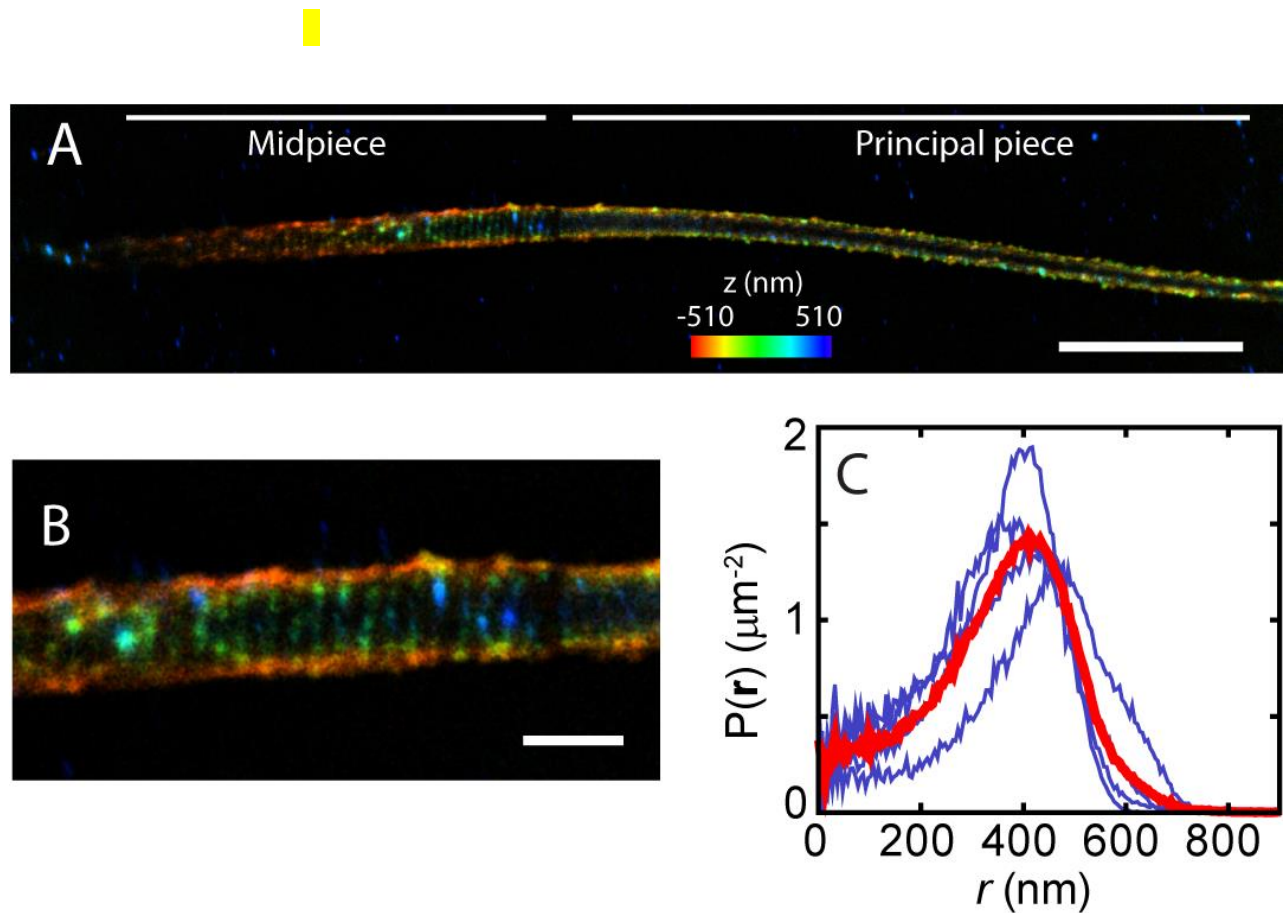 A
Midpiece
Principal piece
z (nm)
-510 510
B
C
2
1
0
P(r) (μm⁻²)
0 200 400 600 800
r (nm)